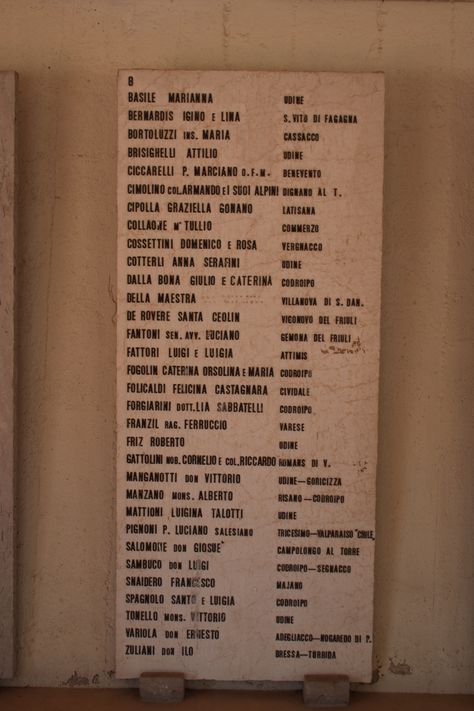 8
BASILE MARIANNA UDINE
BERNARDIS IGINO E LINA S. VITO DI FAGAGNA
BORTOLUZZI INS. MARIA CASSACCO
BRISIGHELLI ATTILIO UDINE
CICCARELLI P. MARCIANO O.F.M. BENEVENTO
CIMOLINO COL. ARMANDO E I SUOI ALPINI DIGNANO AL T.
CIPOLLA GRAZIELLA GONANO LATISANA
TULLIO COMMERZO
COSSETTINI DOMENICO E ROSA VERGNACCO
COTTERLI ANNA SERAFINI UDINE
DALLA BONA GIULIO E CATERINA CODROIPO
DELLA MAESTRA VILLANOVA DI S. DAN.
DE ROVERE SANTA CEOLIN VIGONOVO DEL FRIULI
FANTONI SEN. AVV. LUCIANO GEMONA DEL FRIULI
FATTORI LUIGI E LUIGIA ATTIMIS
FOGOLIN CATERINA ORSOLINA E MARIA CODROIPO
FOLICALDI FELICINA CASTAGNARA CIVIDALE
FORGIARINI DOTT. LIA SABBATELLI CODROIPO
FRANZIL RAG. FERRUCCIO VARESE
FRIZ ROBERTO UDINE
GATTOLINI NOB. CORNELIO E COL. RICCARDO ROMANS DI V.
MANGANOTTI DON VITTORIO UDINE-GORICIZZA
MANZANO MONS. ALBERTO RISANO-CODROIPO
MATTIONI LUIGINA TALOTTI UDINE
PIGNONI P. LUCIANO SALESIANO TRICESIMO-VALPARAISO "CILE"
SALOMONE DON GIOSUE' CAMPOLONGO AL TORRE
SAMBUCO DON LUIGI CODROIPO-SEGNACCO
SNAIDERO FRANCESCO MAJANO
SPAGNOLO SANTO E LUIGIA CODROIPO
TONELLO MONS. VITTORIO UDINE
VARIOLA DON ERNESTO ADEGLIACCO-NOGAREDO DI P.
ZULIANI DON ILO BRESSA-TURRIDA